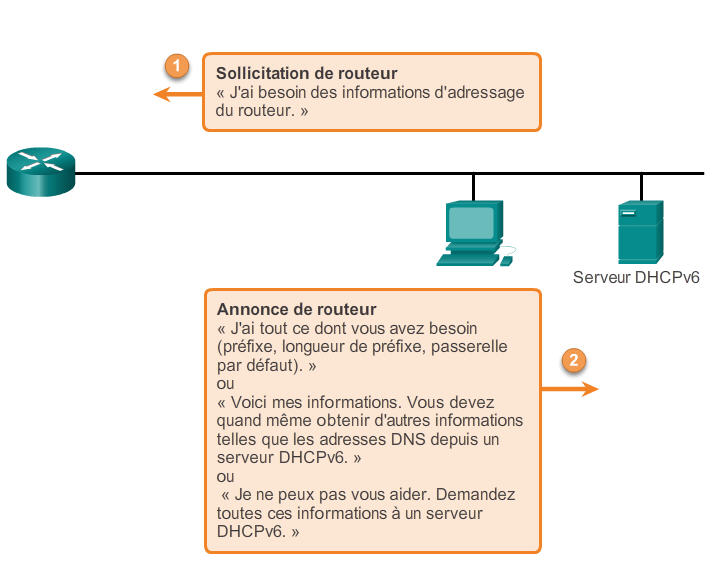 1
Sollicitation de routeur
« J'ai besoin des informations d'adressage
du routeur. »
Serveur DHCPv6
Annonce de routeur
« J'ai tout ce dont vous avez besoin
(préfixe, longueur de préfixe, passerelle
par défaut). »
ou
« Voici mes informations. Vous devez
quand même obtenir d'autres informations
telles que les adresses DNS depuis un
serveur DHCPv6. »
ou
« Je ne peux pas vous aider. Demandez
toutes ces informations à un serveur
DHCPv6. »
2